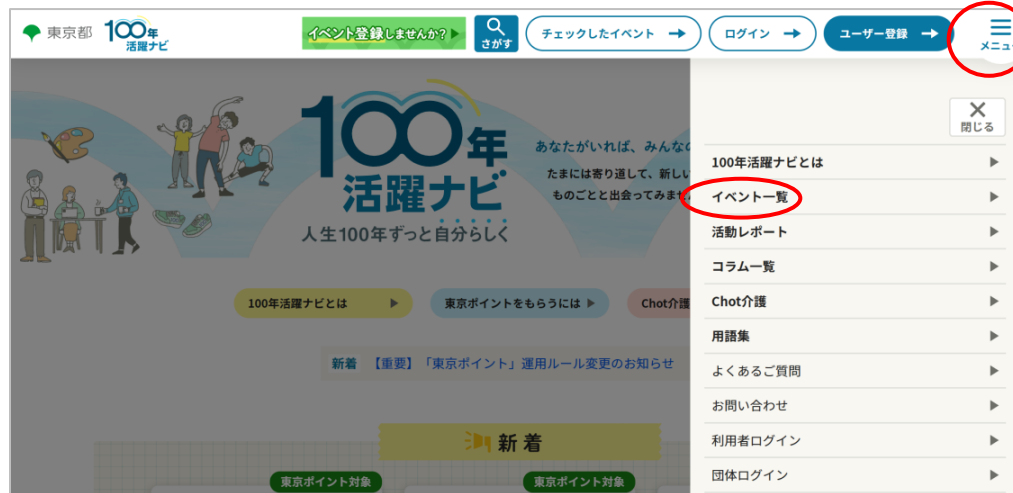 東京都 100年活躍ナビ
イベント登録しませんか?▶
さがす
チェックしたイベント →
ログイン →
ユーザー登録 →
メニュー
閉じる
100年
活躍ナビ
人生100年ずっと自分らしく
あなたがいれば、みんな
たまには寄り道して、新し
ものごとと出会ってみませ
100年活躍ナビとは ▶
東京ポイントをもらうには ▶
Chot介護
新着 【重要】「東京ポイント」運用ルール変更のお知らせ
新着
東京ポイント対象
東京ポイント対象
100年活躍ナビとは ▶
イベント一覧 ▶
活動レポート ▶
コラム一覧 ▶
Chot介護 ▶
用語集 ▶
よくあるご質問 ▶
お問い合わせ ▶
利用者ログイン ▶
団体ログイン ▶